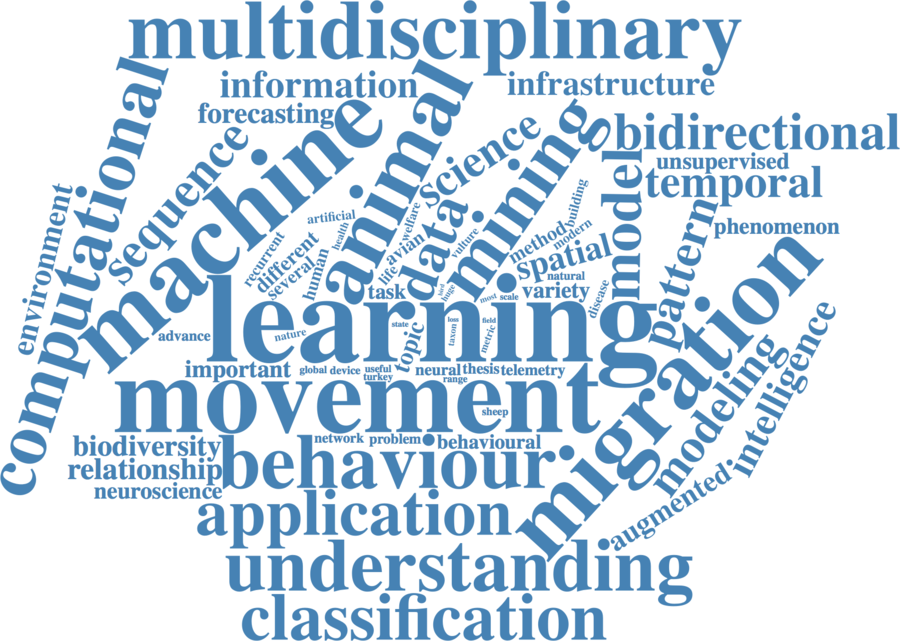 multidisciplinary
information
infrastructure
forecasting
computational
machine
animal
sequence
science
mining
bidirectional
unsupervised
temporal
model
environment
artificial
health
welfare
building
phenomenon
pattern
recurrent
different
several
human
avian
life
data
vulture
method
modern
spatial
natural
variety
disease
task
hard
huge
most
scale
learning
migration
advance
nature
state
topic
loss
taxon
field
metric
important
global
device
useful
turkey
neural
thesis
telemetry
range
movement
sheep
modeling
intelligence
biodiversity
network
problem
behavioural
relationship
behaviour
neuroscience
augmented
application
understanding
classification